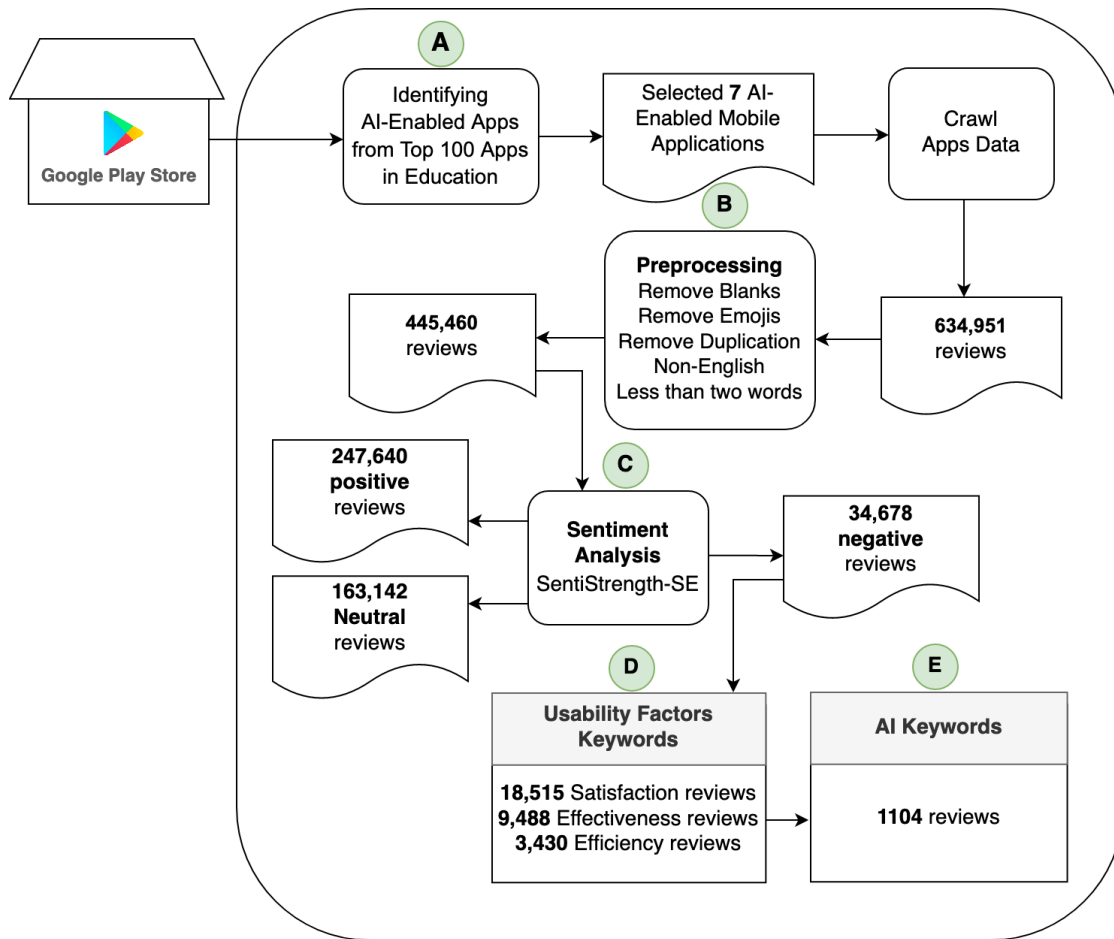 Google Play Store
A
Identifying
AI-Enabled Apps
from Top 100 Apps
in Education
Selected 7 AI-
Enabled Mobile
Applications
Crawl
Apps Data
634,951
reviews
B
Preprocessing
Remove Blanks
Remove Emojis
Remove Duplication
Non-English
Less than two words
445,460
reviews
C
Sentiment
Analysis
SentiStrength-SE
247,640
positive
reviews
163,142
Neutral
reviews
34,678
negative
reviews
D
Usability Factors
Keywords
18,515 Satisfaction reviews
9,488 Effectiveness reviews
3,430 Efficiency reviews
E
AI Keywords
1104 reviews